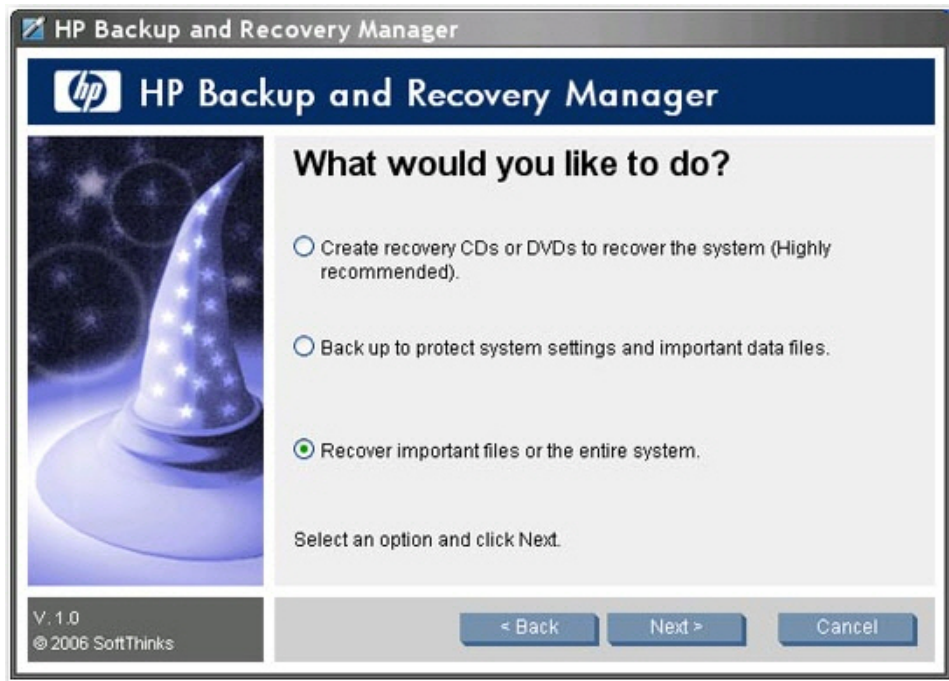 HP Backup and Recovery Manager
hp HP Backup and Recovery Manager
What would you like to do?
Create recovery CDs or DVDs to recover the system (Highly
recommended).
Back up to protect system settings and important data files.
Recover important files or the entire system.
Select an option and click Next.
V. 1.0
© 2006 SoftThinks
< Back
Next >
Cancel